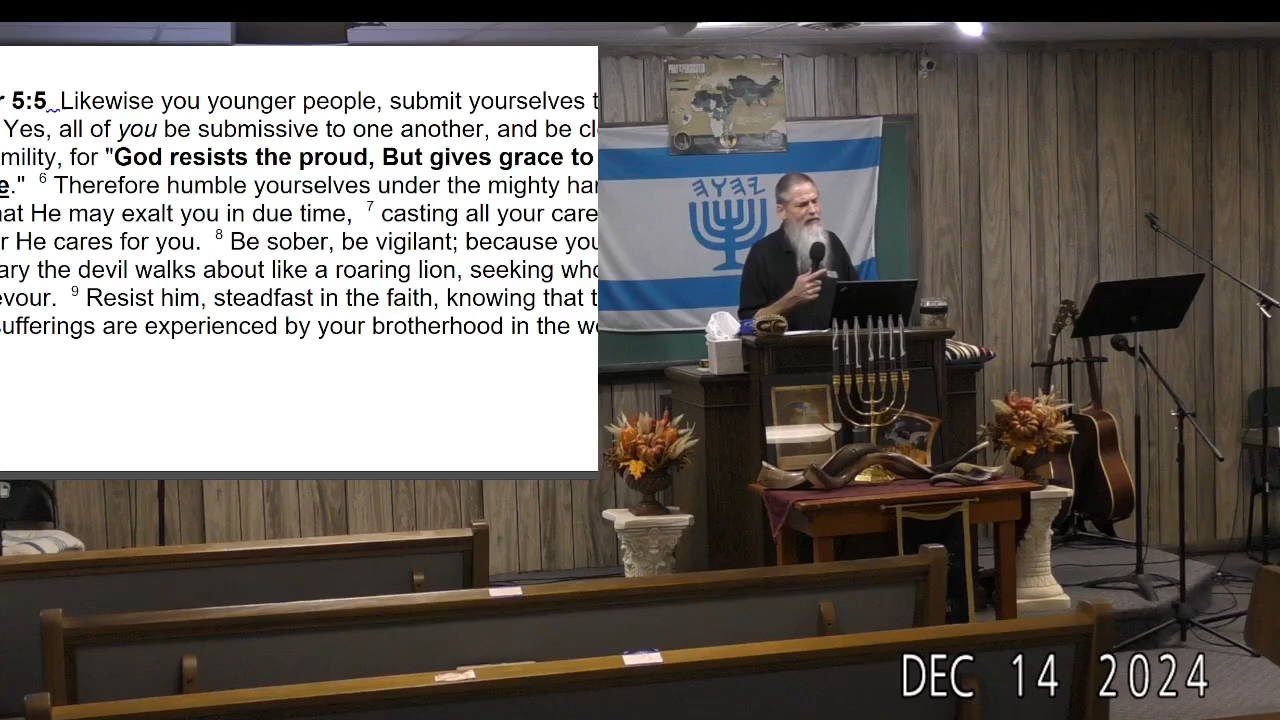 r 5:5 Likewise you younger people, submit yourselves t
Yes, all of you be submissive to one another, and be cl
mility, for "God resists the proud, But gives grace to
e." 6 Therefore humble yourselves under the mighty har
at He may exalt you in due time, 7 casting all your care
r He cares for you. 8 Be sober, be vigilant; because you
ary the devil walks about like a roaring lion, seeking who
evour. 9 Resist him, steadfast in the faith, knowing that t
sufferings are experienced by your brotherhood in the wo
DEC 14 2024